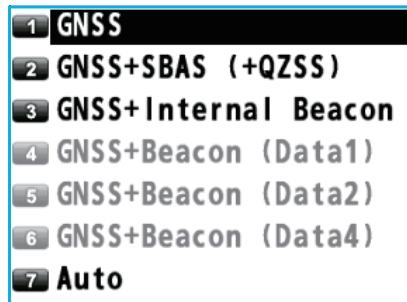 1 GNSS
2 GNSS+SBAS (+QZSS)
3 GNSS+Internal Beacon
4 GNSS+Beacon (Data1)
5 GNSS+Beacon (Data2)
6 GNSS+Beacon (Data4)
7 Auto